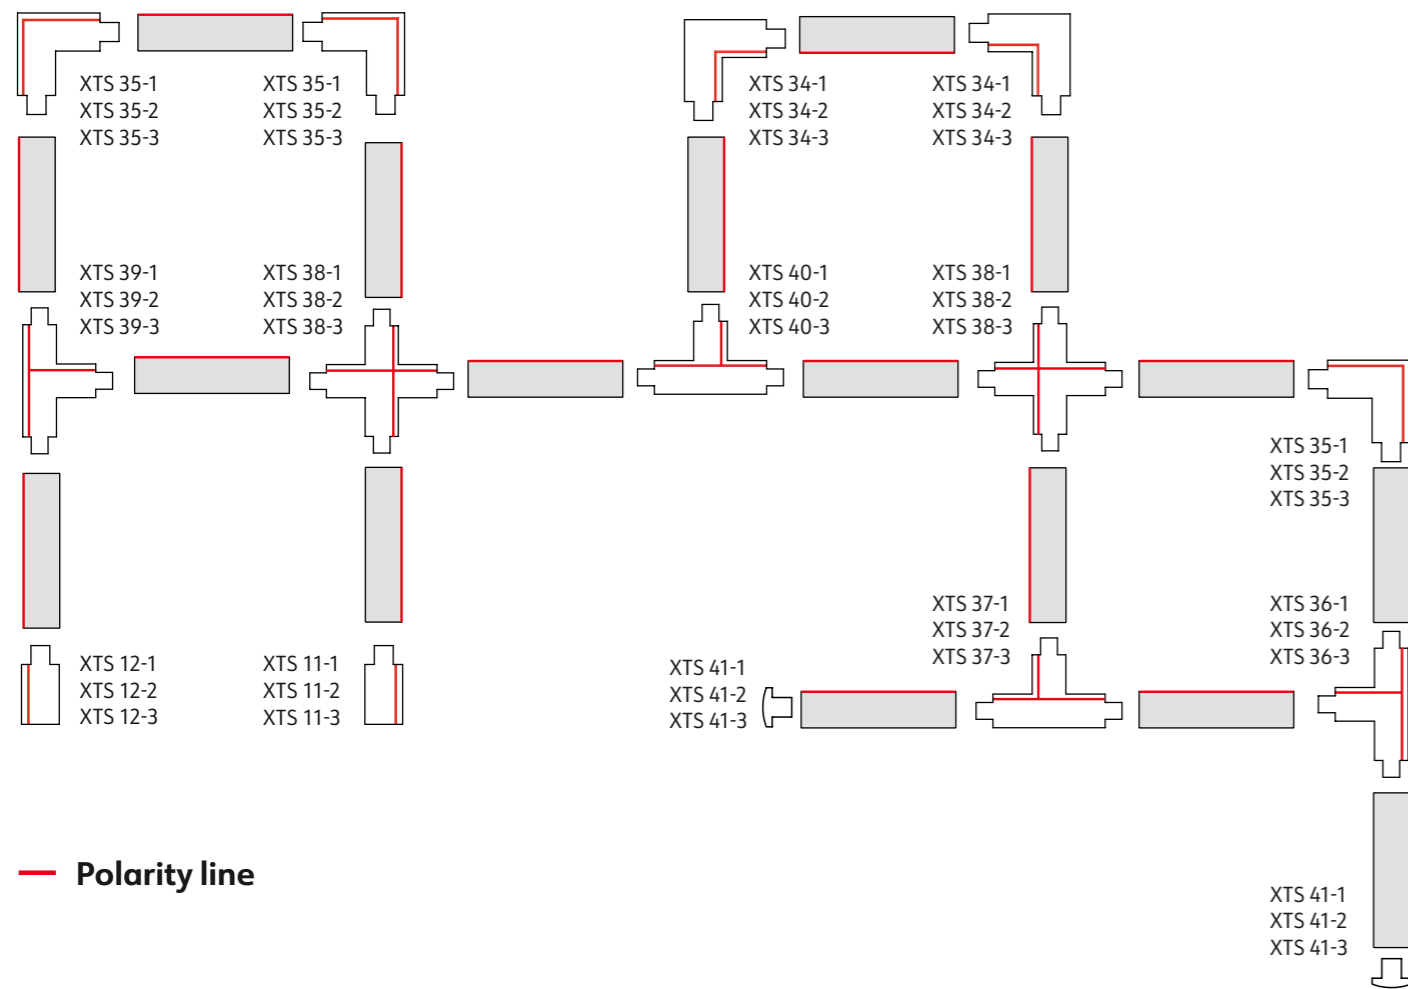 XTS 35-1
XTS 35-2
XTS 35-3
XTS 35-1
XTS 35-2
XTS 35-3
XTS 34-1
XTS 34-2
XTS 34-3
XTS 34-1
XTS 34-2
XTS 34-3
XTS 39-1
XTS 39-2
XTS 39-3
XTS 38-1
XTS 38-2
XTS 38-3
XTS 40-1
XTS 40-2
XTS 40-3
XTS 38-1
XTS 38-2
XTS 38-3
XTS 35-1
XTS 35-2
XTS 35-3
XTS 12-1
XTS 12-2
XTS 12-3
XTS 11-1
XTS 11-2
XTS 11-3
XTS 41-1
XTS 41-2
XTS 41-3
XTS 37-1
XTS 37-2
XTS 37-3
XTS 36-1
XTS 36-2
XTS 36-3
Polarity line
XTS 41-1
XTS 41-2
XTS 41-3